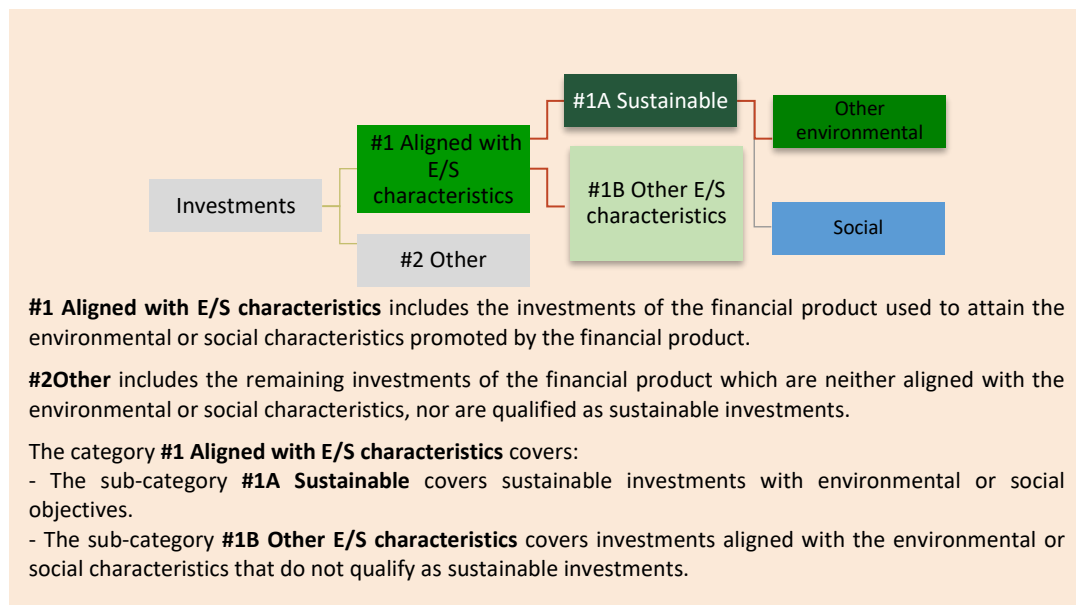 #1A Sustainable
Other
environmental
#1 Aligned with
E/S
characteristics
#1B Other E/S
characteristics
Investments
Social
#2 Other
#1 Aligned with E/S characteristics includes the investments of the financial product used to attain the
environmental or social characteristics promoted by the financial product.
#2Other includes the remaining investments of the financial product which are neither aligned with the
environmental or social characteristics, nor are qualified as sustainable investments.
The category #1 Aligned with E/S characteristics covers:
- The sub-category #1A Sustainable covers sustainable investments with environmental or social
objectives.
- The sub-category #1B Other E/S characteristics covers investments aligned with the environmental or
social characteristics that do not qualify as sustainable investments.